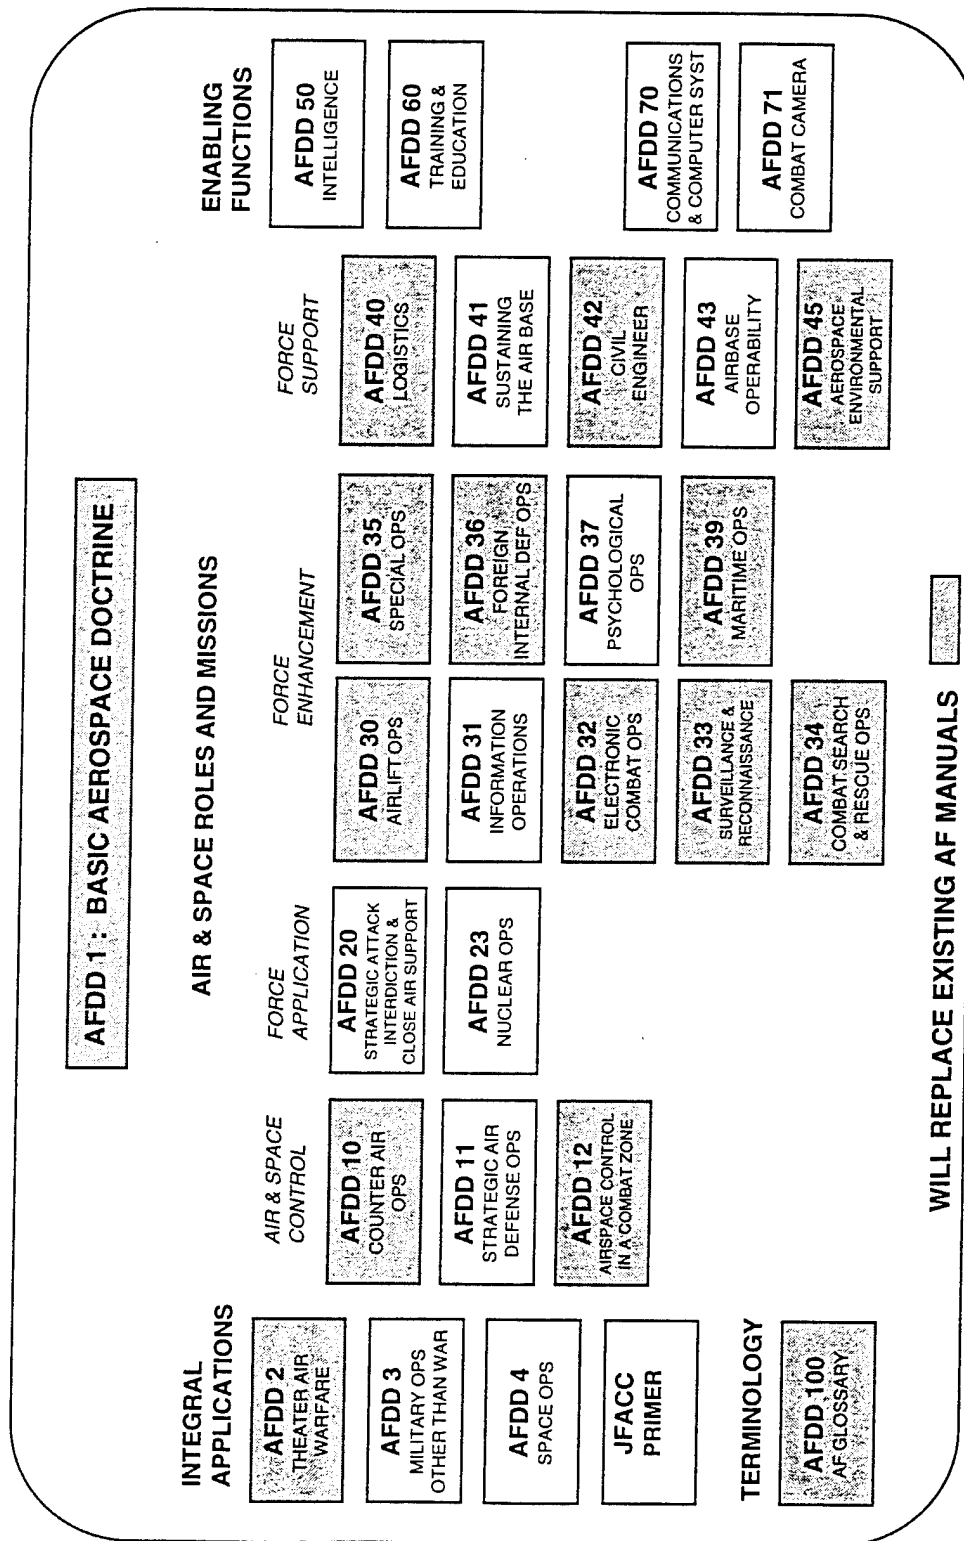 AFDD 1 : BASIC AEROSPACE DOCTRINE
INTEGRAL
APPLICATIONS
AFDD 2
THEATER AIR
WARFARE
AFDD 3
MILITARY OPS
OTHER THAN WAR
AFDD 4
SPACE OPS
JFACC
PRIMER
TERMINOLOGY
AFDD 100
AF GLOSSARY
AIR & SPACE ROLES AND MISSIONS
AIR & SPACE
CONTROL
AFDD 10
COUNTER AIR
OPS
AFDD 11
STRATEGIC AIR
DEFENSE OPS
AFDD 12
AIRSPACE CONTROL
IN A COMBAT ZONE
FORCE
APPLICATION
AFDD 20
STRATEGIC ATTACK
INTERDICTION &
CLOSE AIR SUPPORT
AFDD 23
NUCLEAR OPS
FORCE
ENHANCEMENT
AFDD 30
AIRLIFT OPS
AFDD 31
INFORMATION
OPERATIONS
AFDD 32
ELECTRONIC
COMBAT OPS
AFDD 33
SURVEILLANCE &
RECONNAISSANCE
AFDD 34
COMBAT SEARCH
& RESCUE OPS
AFDD 35
SPECIAL OPS
AFDD 36
FOREIGN
INTERNAL DEF OPS
AFDD 37
PSYCHOLOGICAL
OPS
AFDD 39
MARITIME OPS
FORCE
SUPPORT
AFDD 40
LOGISTICS
AFDD 41
SUSTAINING
THE AIR BASE
AFDD 42
CIVIL
ENGINEER
AFDD 43
AIRBASE
OPERABILITY
AFDD 45
AEROSPACE
ENVIRONMENTAL
SUPPORT
ENABLING
FUNCTIONS
AFDD 50
INTELLIGENCE
AFDD 60
TRAINING &
EDUCATION
AFDD 70
COMMUNICATIONS
& COMPUTER SYST
AFDD 71
COMBAT CAMERA
WILL REPLACE EXISTING AF MANUALS